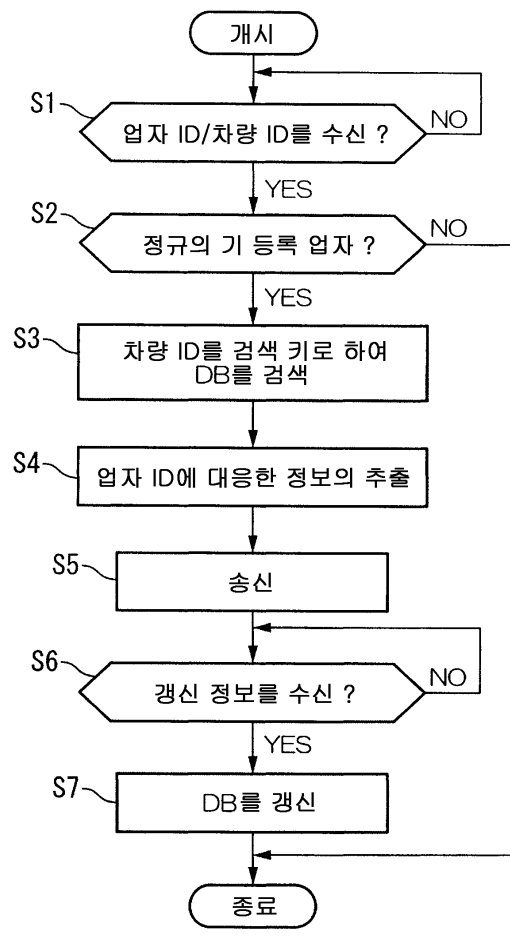 개시
S1
업자 ID/차량 ID를 수신 ?
NO
YES
S2
정규의 기 등록 업자 ?
NO
YES
S3
차량 ID를 검색 키로 하여
DB를 검색
S4
업자 ID에 대응한 정보의 추출
S5
송신
S6
갱신 정보를 수신 ?
NO
YES
S7
DB를 갱신
종료